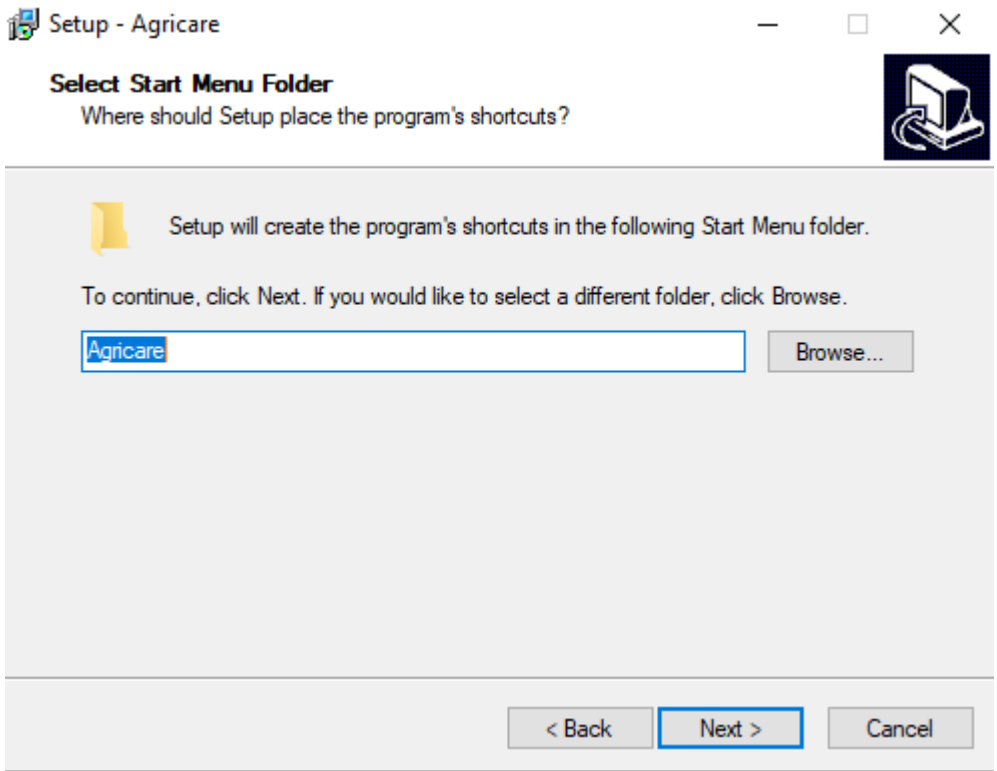 Setup - Agricare
Select Start Menu Folder
Where should Setup place the program's shortcuts?
Setup will create the program's shortcuts in the following Start Menu folder.
To continue, click Next. If you would like to select a different folder, click Browse.
Agricare
Browse...
< Back
Next >
Cancel